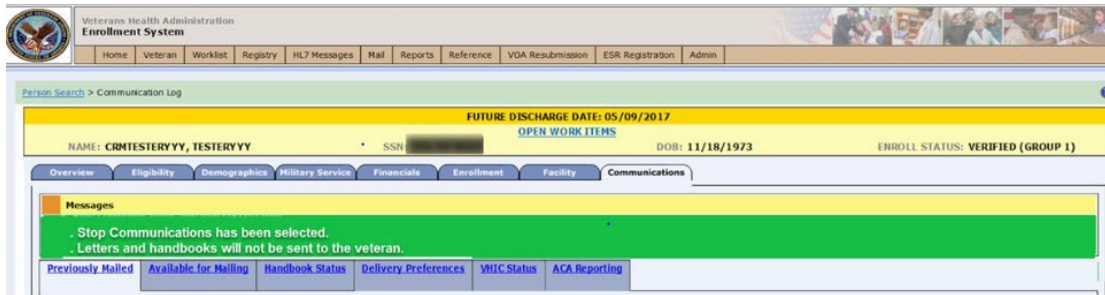 Veterans Health Administration
Enrollment System
Home Veteran Worklist Registry HL7 Messages Mail Reports Reference VOA Resubmission ESR Registration Admin
Person Search > Communication Log
FUTURE DISCHARGE DATE: 05/09/2017
OPEN WORK ITEMS
NAME: CRMTESTERYYY, TESTERYYY SSN: DOB: 11/18/1973 ENROLL STATUS: VERIFIED (GROUP 1)
Overview Eligibility Demographics Military Service Financials Enrollment Facility Communications
Messages
. Stop Communications has been selected.
. Letters and handbooks will not be sent to the veteran.
Previously Mailed Available for Mailing Handbook Status Delivery Preferences VHIC Status ACA Reporting